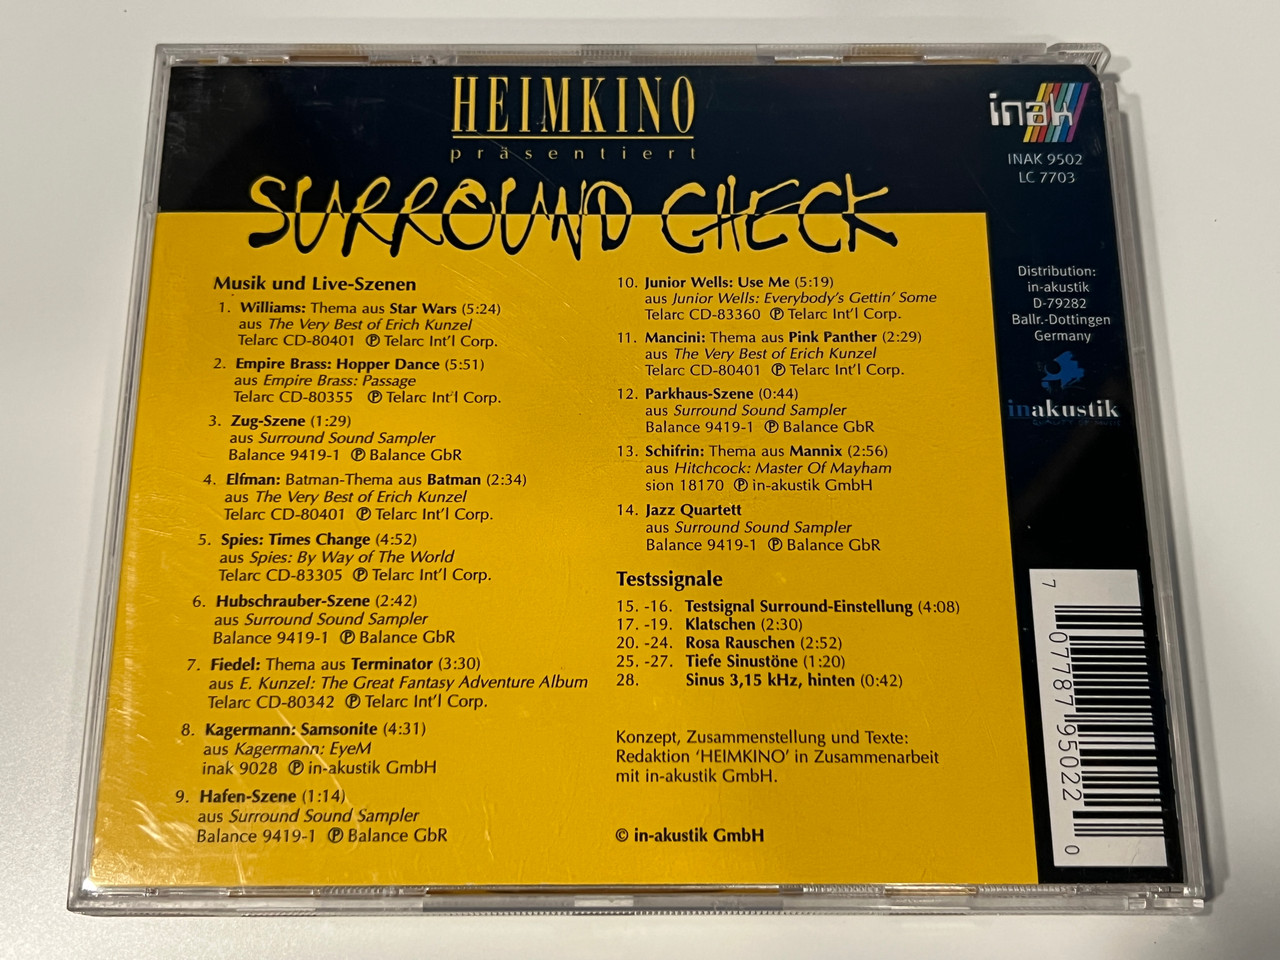 HEIMKINO
präsentiert
SURROUND CHECK
inak
INAK 9502
LC 7703
Musik und Live-Szenen
1. Williams: Thema aus Star Wars (5:24)
aus The Very Best of Erich Kunzel
Telarc CD-80401 Ⓟ Telarc Int'l Corp.
2. Empire Brass: Hopper Dance (5:51)
aus Empire Brass: Passage
Telarc CD-80355 Ⓟ Telarc Int'l Corp.
3. Zug-Szene (1:29)
aus Surround Sound Sampler
Balance 9419-1 Ⓟ Balance GbR
4. Elfman: Batman-Thema aus Batman (2:34)
aus The Very Best of Erich Kunzel
Telarc CD-80401 Ⓟ Telarc Int'l Corp.
5. Spies: Times Change (4:52)
aus Spies: By Way of The World
Telarc CD-83305 Ⓟ Telarc Int'l Corp.
6. Hubschrauber-Szene (2:42)
aus Surround Sound Sampler
Balance 9419-1 Ⓟ Balance GbR
7. Fiedel: Thema aus Terminator (3:30)
aus E. Kunzel: The Great Fantasy Adventure Album
Telarc CD-80342 Ⓟ Telarc Int'l Corp.
8. Kagermann: Samsonite (4:31)
aus Kagermann: EyeM
inak 9028 Ⓟ in-akustik GmbH
9. Hafen-Szene (1:14)
aus Surround Sound Sampler
Balance 9419-1 Ⓟ Balance GbR
10. Junior Wells: Use Me (5:19)
aus Junior Wells: Everybody's Gettin' Some
Telarc CD-83360 Ⓟ Telarc Int'l Corp.
11. Mancini: Thema aus Pink Panther (2:29)
aus The Very Best of Erich Kunzel
Telarc CD-80401 Ⓟ Telarc Int'l Corp.
12. Parkhaus-Szene (0:44)
aus Surround Sound Sampler
Balance 9419-1 Ⓟ Balance GbR
13. Schifrin: Thema aus Mannix (2:56)
aus Hitchcock: Master Of Mayham
sion 18170 Ⓟ in-akustik GmbH
14. Jazz Quartett
aus Surround Sound Sampler
Balance 9419-1 Ⓟ Balance GbR
Testssignale
15. -16. Testsignal Surround-Einstellung (4:08)
17. -19. Klatschen (2:30)
20. -24. Rosa Rauschen (2:52)
25. -27. Tiefe Sinustöne (1:20)
28. Sinus 3,15 kHz, hinten (0:42)
Konzept, Zusammenstellung und Texte:
Redaktion 'HEIMKINO' in Zusammenarbeit
mit in-akustik GmbH.
© in-akustik GmbH
Distribution:
in-akustik
D-79282
Ballr.-Dottingen
Germany
inakustik
7 07787 95022 0